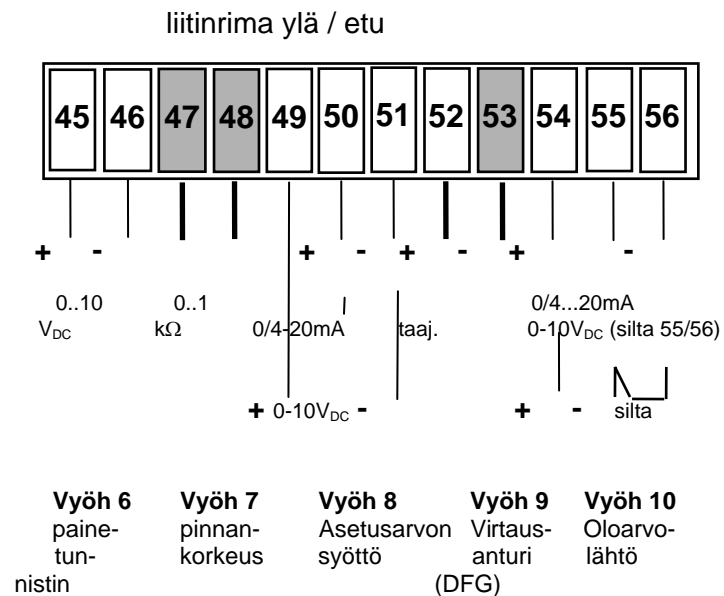 liitinrima ylä / etu
45 46 47 48 49 50 51 52 53 54 55 56
+ - + - + - + -
0..10 0..1 0/4...20mA
VDC kΩ 0/4-20mA taaj. 0-10VDC (silta 55/56)
+ 0-10VDC - + - silta
Vyöh 6 Vyöh 7 Vyöh 8 Vyöh 9 Vyöh 10
paine- pinnan- Asetusarvon Virtaus- Oloarvo-
tun- korkeus syöttö anturi lähtö
nistin (DFG)